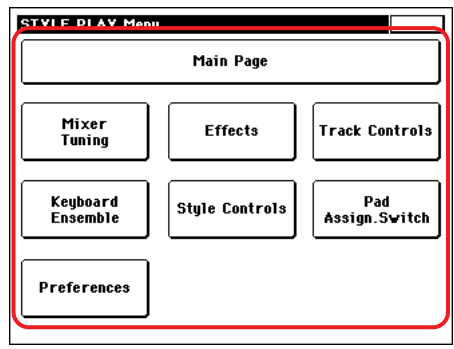 STYLE PLAY Menu
Main Page
Mixer
Tuning
Effects
Track Controls
Keyboard
Ensemble
Style Controls
Pad
Assign.Switch
Preferences